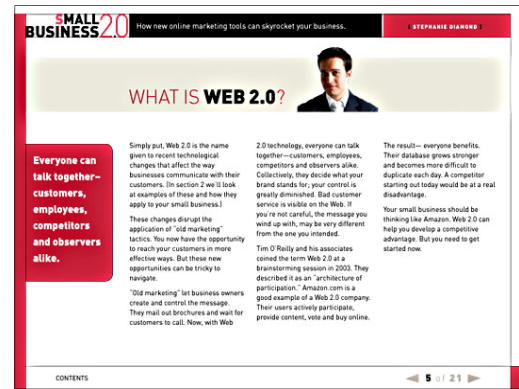 SMALL
BUSINESS 2.0
How new online marketing tools can skyrocket your business.
[ STEPHANIE DIAMOND ]
WHAT IS WEB 2.0?
Everyone can
talk together–
customers,
employees,
competitors
and observers
alike.
Simply put, Web 2.0 is the name
given to recent technological
changes that affect the way
businesses communicate with their
customers. (In section 2 we'll look
at examples of these and how they
apply to your small business.)
These changes disrupt the
application of "old marketing"
tactics. You now have the opportunity
to reach your customers in more
effective ways. But these new
opportunities can be tricky to
navigate.
"Old marketing" let business owners
create and control the message.
They mail out brochures and wait for
customers to call. Now, with Web
2.0 technology, everyone can talk
together—customers, employees,
competitors and observers alike.
Collectively, they decide what your
brand stands for; your control is
greatly diminished. Bad customer
service is visible on the Web. If
you're not careful, the message you
wind up with, may be very different
from the one you intended.
Tim O'Reilly and his associates
coined the term Web 2.0 at a
brainstorming session in 2003. They
described it as an "architecture of
participation." Amazon.com is a
good example of a Web 2.0 company.
Their users actively participate,
provide content, vote and buy online.
The result— everyone benefits.
Their database grows stronger
and becomes more difficult to
duplicate each day. A competitor
starting out today would be at a real
disadvantage.
Your small business should be
thinking like Amazon. Web 2.0 can
help you develop a competitive
advantage. But you need to get
started now.
CONTENTS
5 of 21